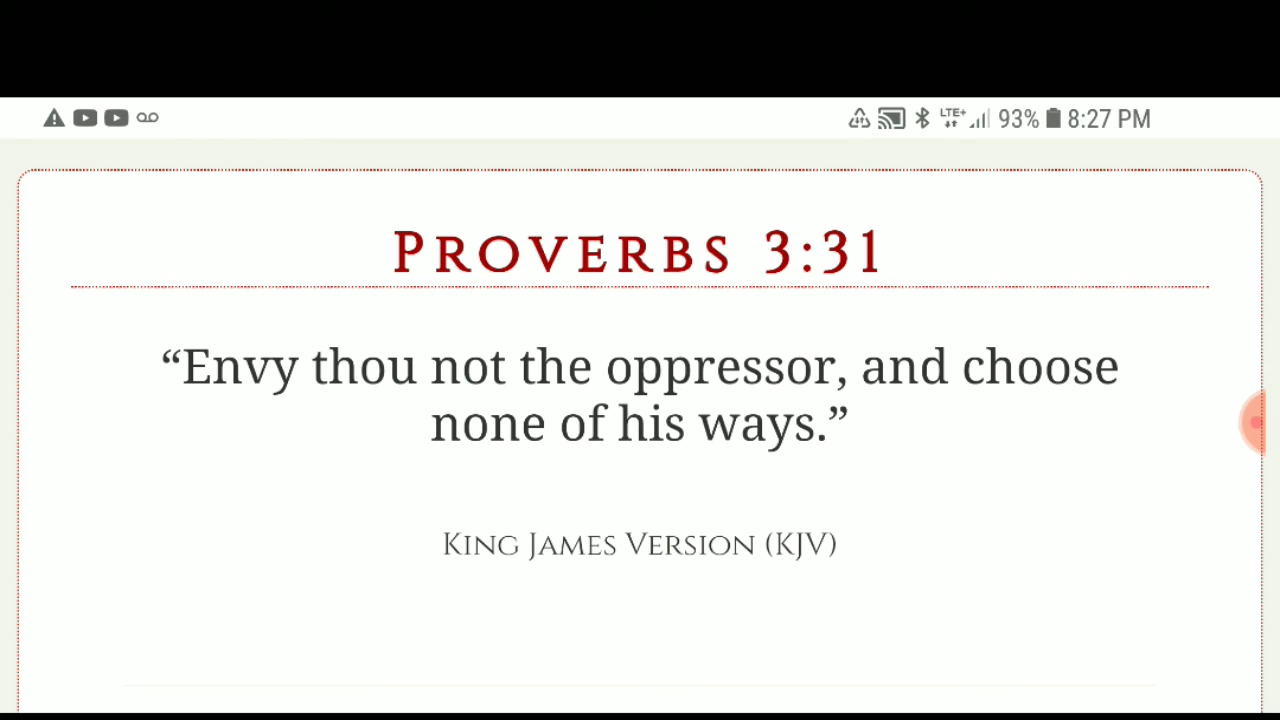 LTE+ 93% 8:27 PM
PROVERBS 3:31
“Envy thou not the oppressor, and choose
none of his ways.”
KING JAMES VERSION (KJV)